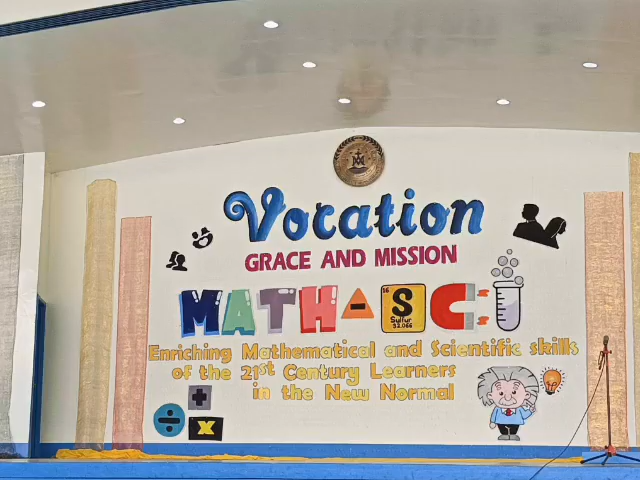 Vocation
GRACE AND MISSION
MATH-SCI
16
S
Sulfur
32.066
Enriching Mathematical and Scientific skills
of the 21st Century Learners
in the New Normal